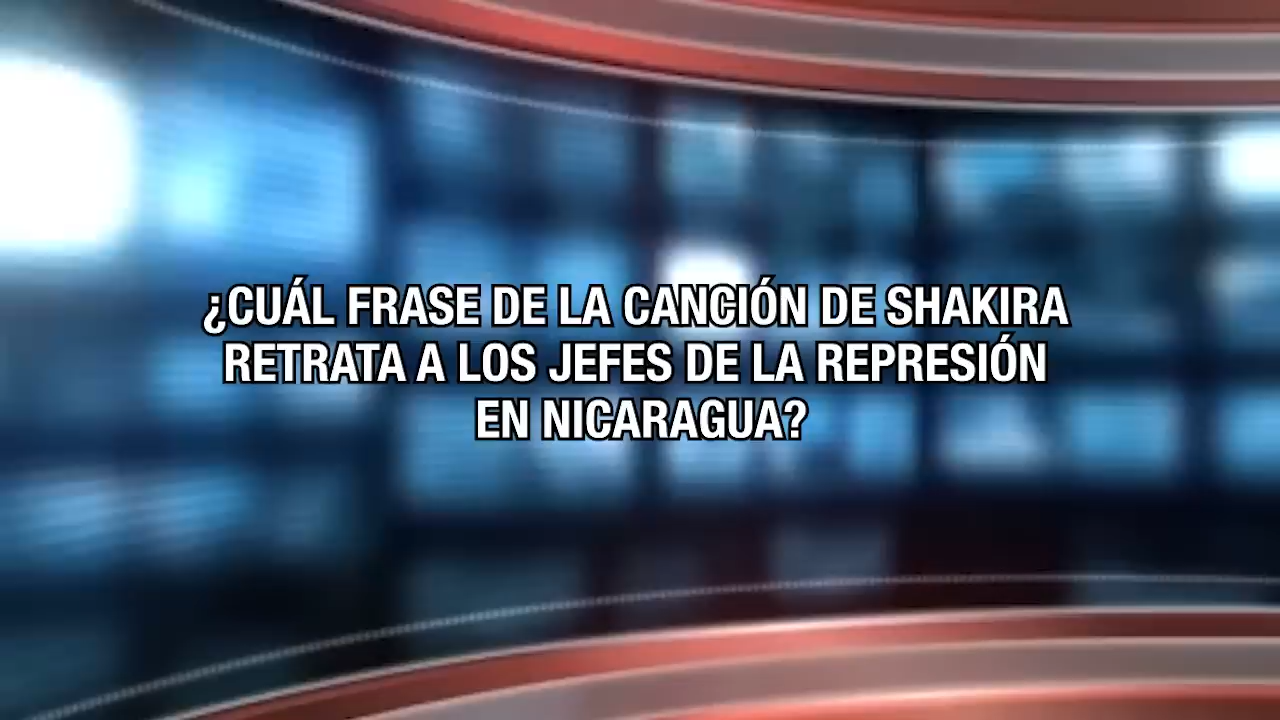 ¿CUÁL FRASE DE LA CANCIÓN DE SHAKIRA
RETRATA A LOS JEFES DE LA REPRESIÓN
EN NICARAGUA?